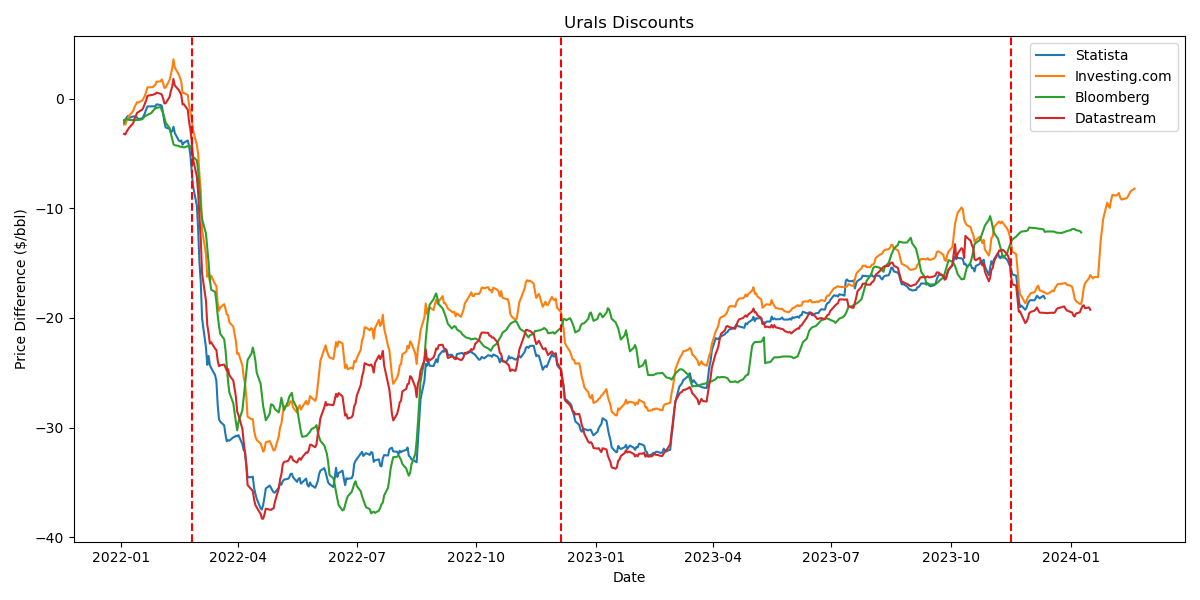 Urals Discounts
Statista
Investing.com
Bloomberg
Datastream
Price Difference ($/bbl)
0
−10
−20
−30
−40
2022-01
2022-04
2022-07
2022-10
2023-01
2023-04
2023-07
2023-10
2024-01
Date